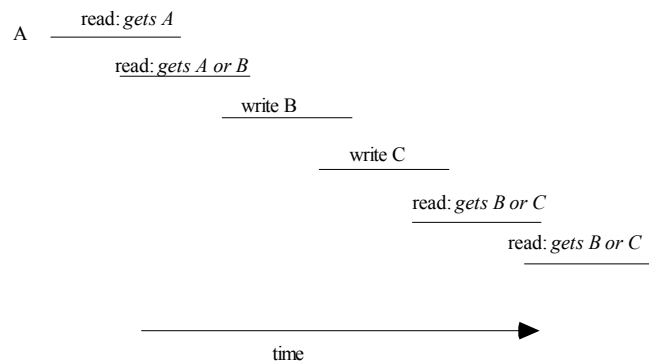 read: gets A
A
read: gets A or B
write B
write C
read: gets B or C
read: gets B or C
time